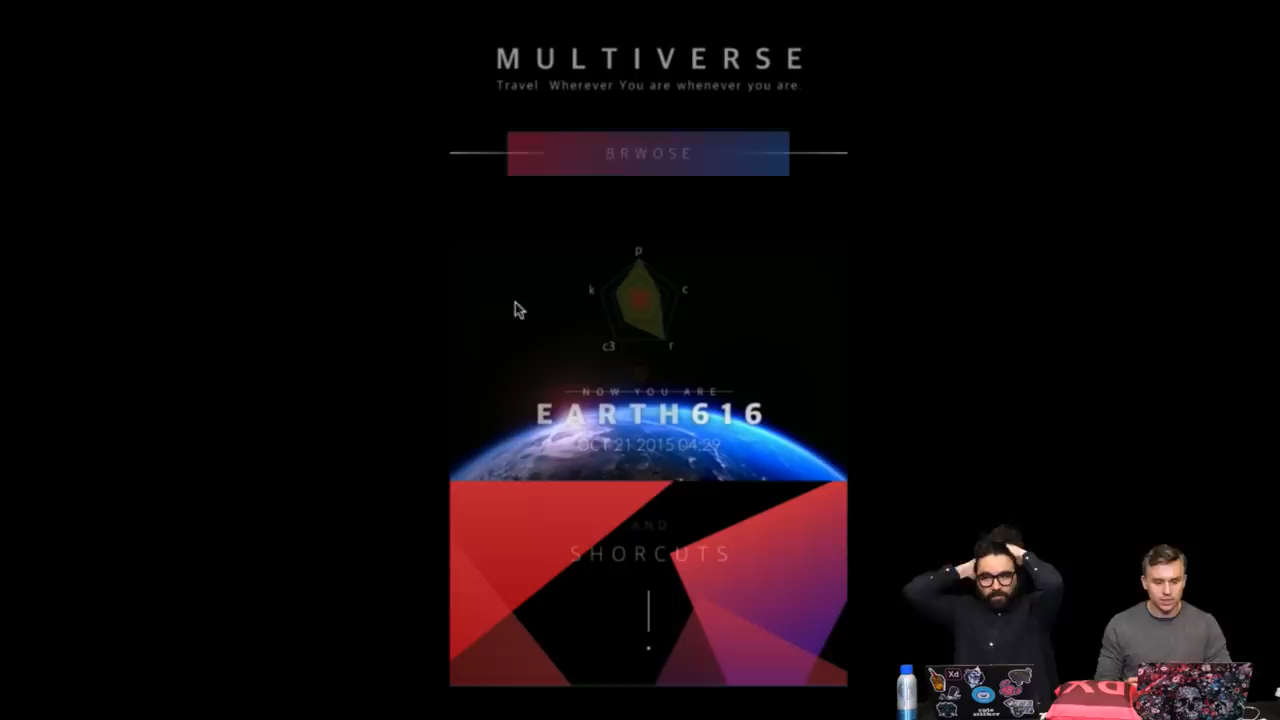 MULTIVERSE
Travel Wherever You are whenever you are.
BRWOSE
p
k
c
c3
r
NOW YOU ARE
EARTH616
OCT 21 2015 04:29
AND
SHORCUTS
Xd